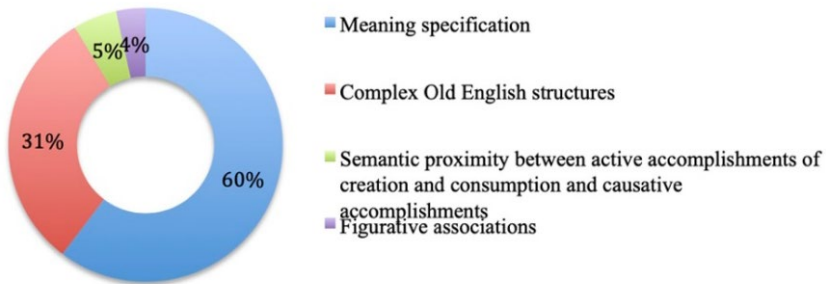 5%
4%
31%
60%
Meaning specification
Complex Old English structures
Semantic proximity between active accomplishments of
creation and consumption and causative
accomplishments
Figurative associations